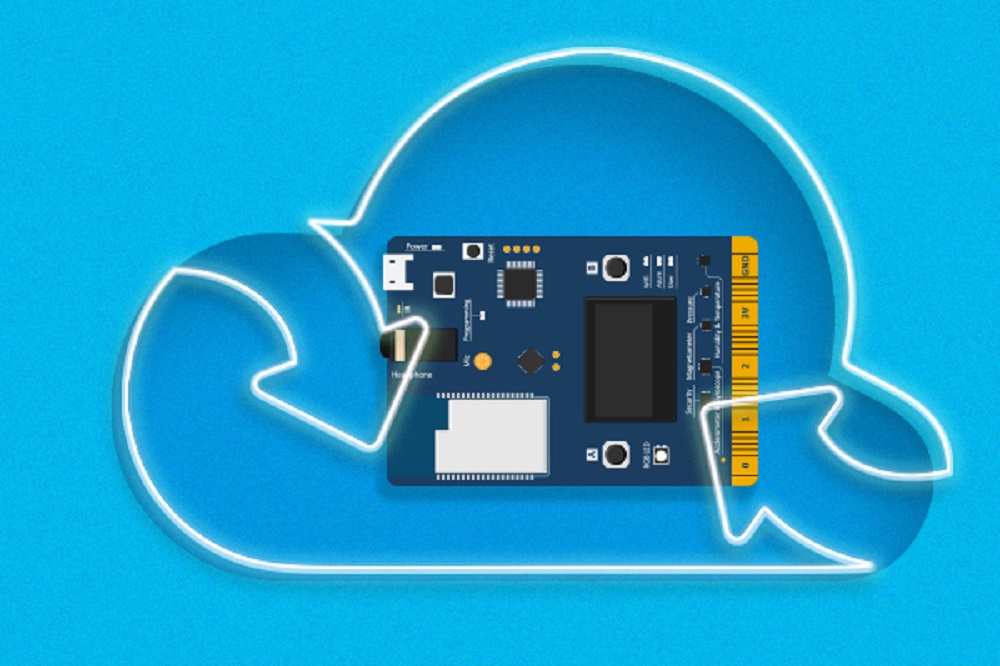 Power
Reset
Programming
Mic
Headphone
B
WiFi
Azure
User
Pressure
Humidity & Temperature
Magnetometer
Security
A
RGB LED
GND
3V
2
1
0